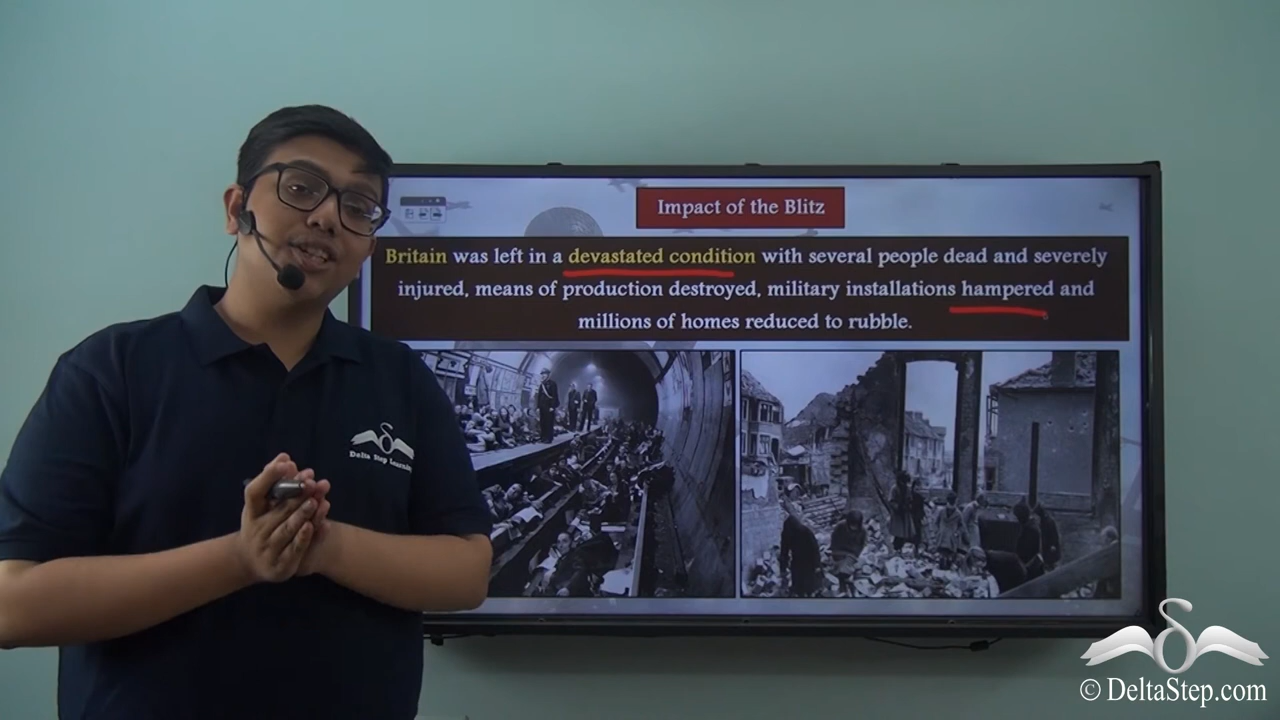 Impact of the Blitz
Britain was left in a devastated condition with several people dead and severely
injured, means of production destroyed, military installations hampered and
millions of homes reduced to rubble.
Delta Step Learning
© DeltaStep.com